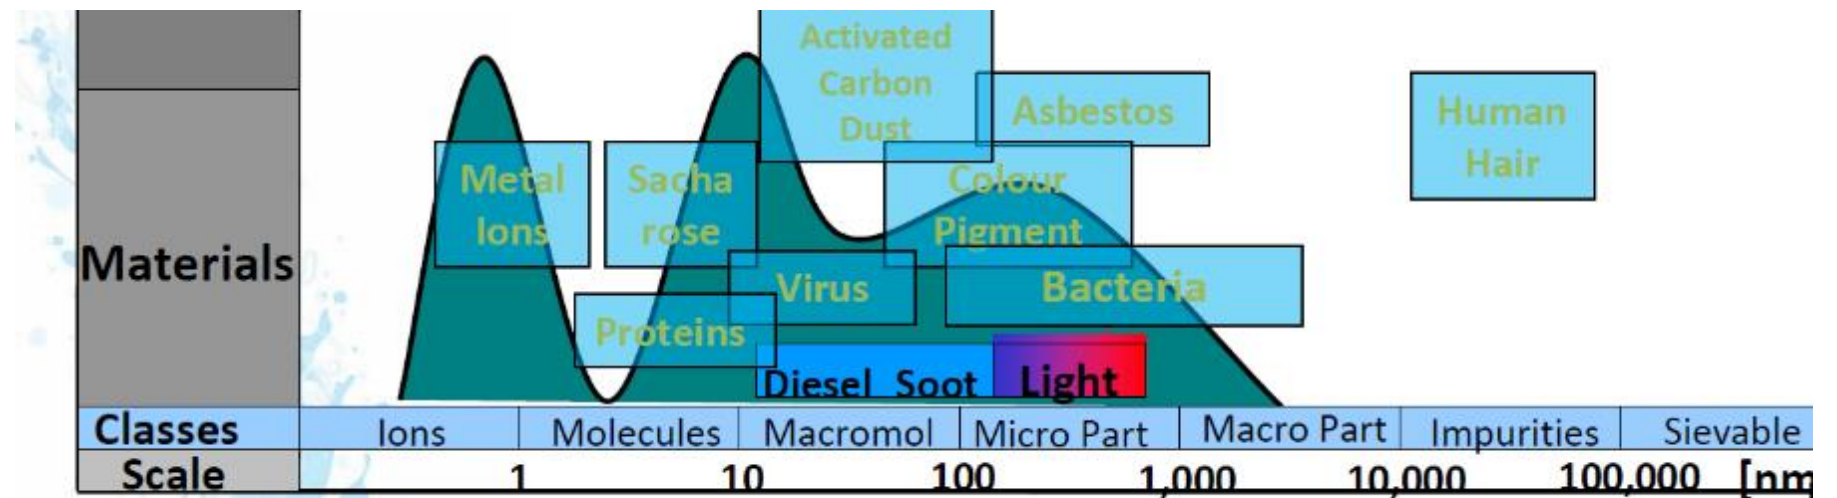 Activated
Carbon
Dust
Asbestos
Human
Hair
Metal
Ions
Sacha
rose
Colour
Pigment
Materials
Virus
Bacteria
Proteins
Diesel Soot
Light
Classes Ions Molecules Macromol Micro Part Macro Part Impurities Sievable
Scale 1 10 100 1,000 10,000 100,000 [nm